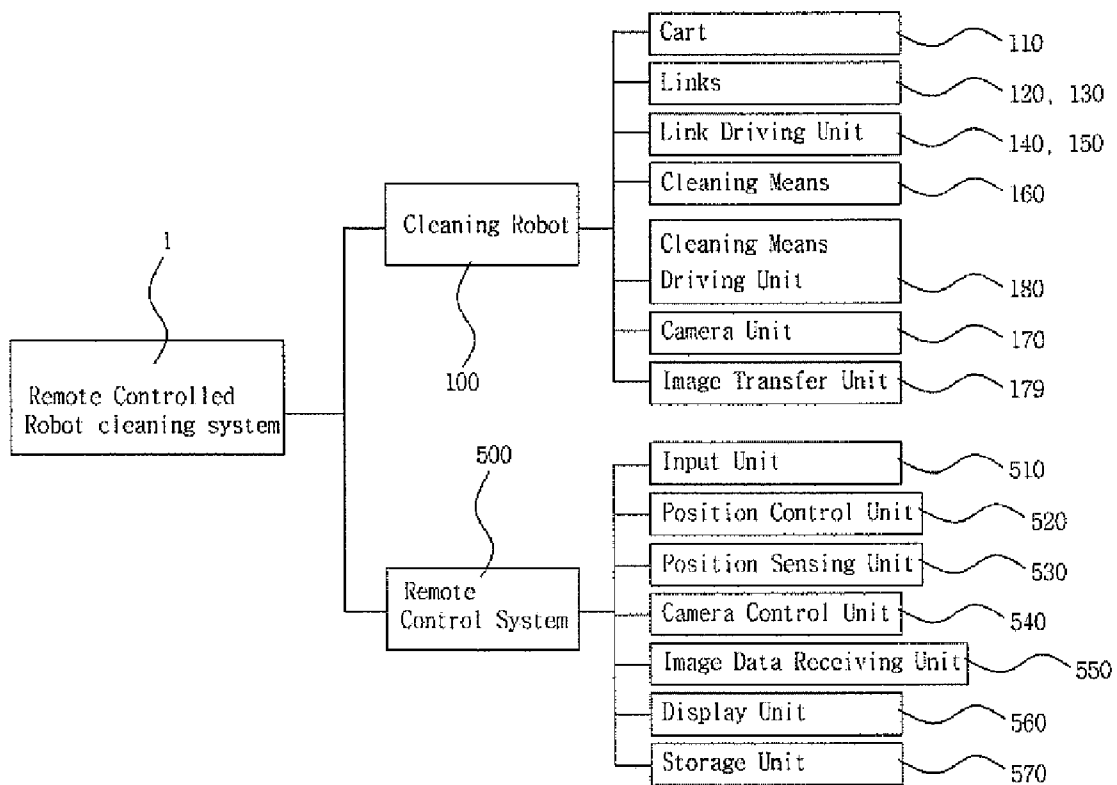 1
Remote Controlled
Robot cleaning system
Cleaning Robot
100
Cart
110
Links
120, 130
Link Driving Unit
140, 150
Cleaning Means
160
Cleaning Means
Driving Unit
180
Camera Unit
170
Image Transfer Unit
179
500
Remote
Control System
Input Unit
510
Position Control Unit
520
Position Sensing Unit
530
Camera Control Unit
540
Image Data Receiving Unit
550
Display Unit
560
Storage Unit
570